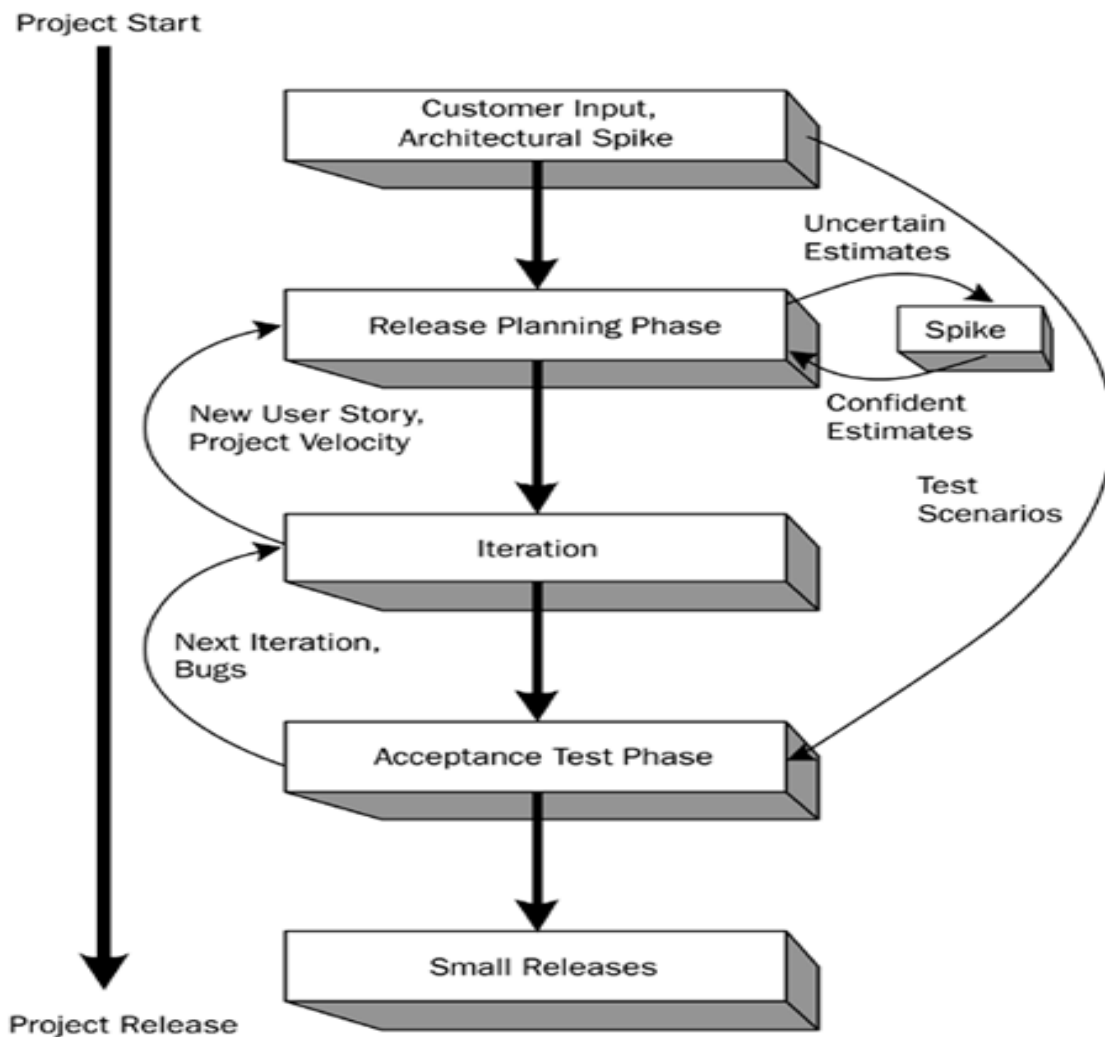 Project Start
Customer Input,
Architectural Spike
Uncertain
Estimates
Release Planning Phase
Spike
Confident
Estimates
New User Story,
Project Velocity
Test
Scenarios
Iteration
Next Iteration,
Bugs
Acceptance Test Phase
Small Releases
Project Release